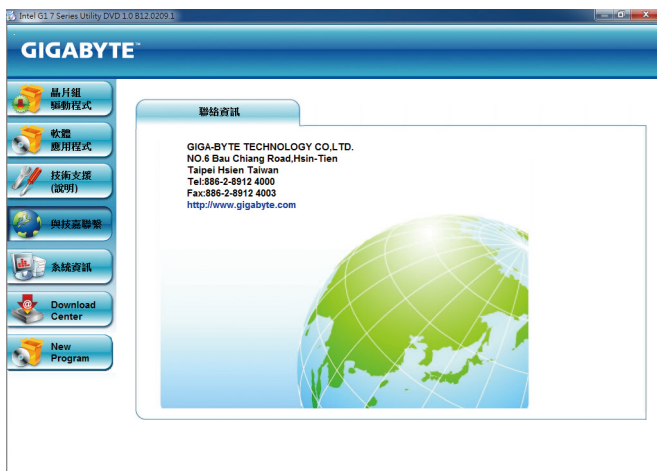 Intel G1 7 Series Utility DVD 1.0 B12.0209.1
GIGABYTE™
晶片組
驅動程式
軟體
應用程式
技術支援
(說明)
與技嘉聯繫
系統資訊
Download
Center
New
Program
聯絡資訊
GIGA-BYTE TECHNOLOGY CO,LTD.
NO.6 Bau Chiang Road,Hsin-Tien
Taipei Hsien Taiwan
Tel:886-2-8912 4000
Fax:886-2-8912 4003
http://www.gigabyte.com